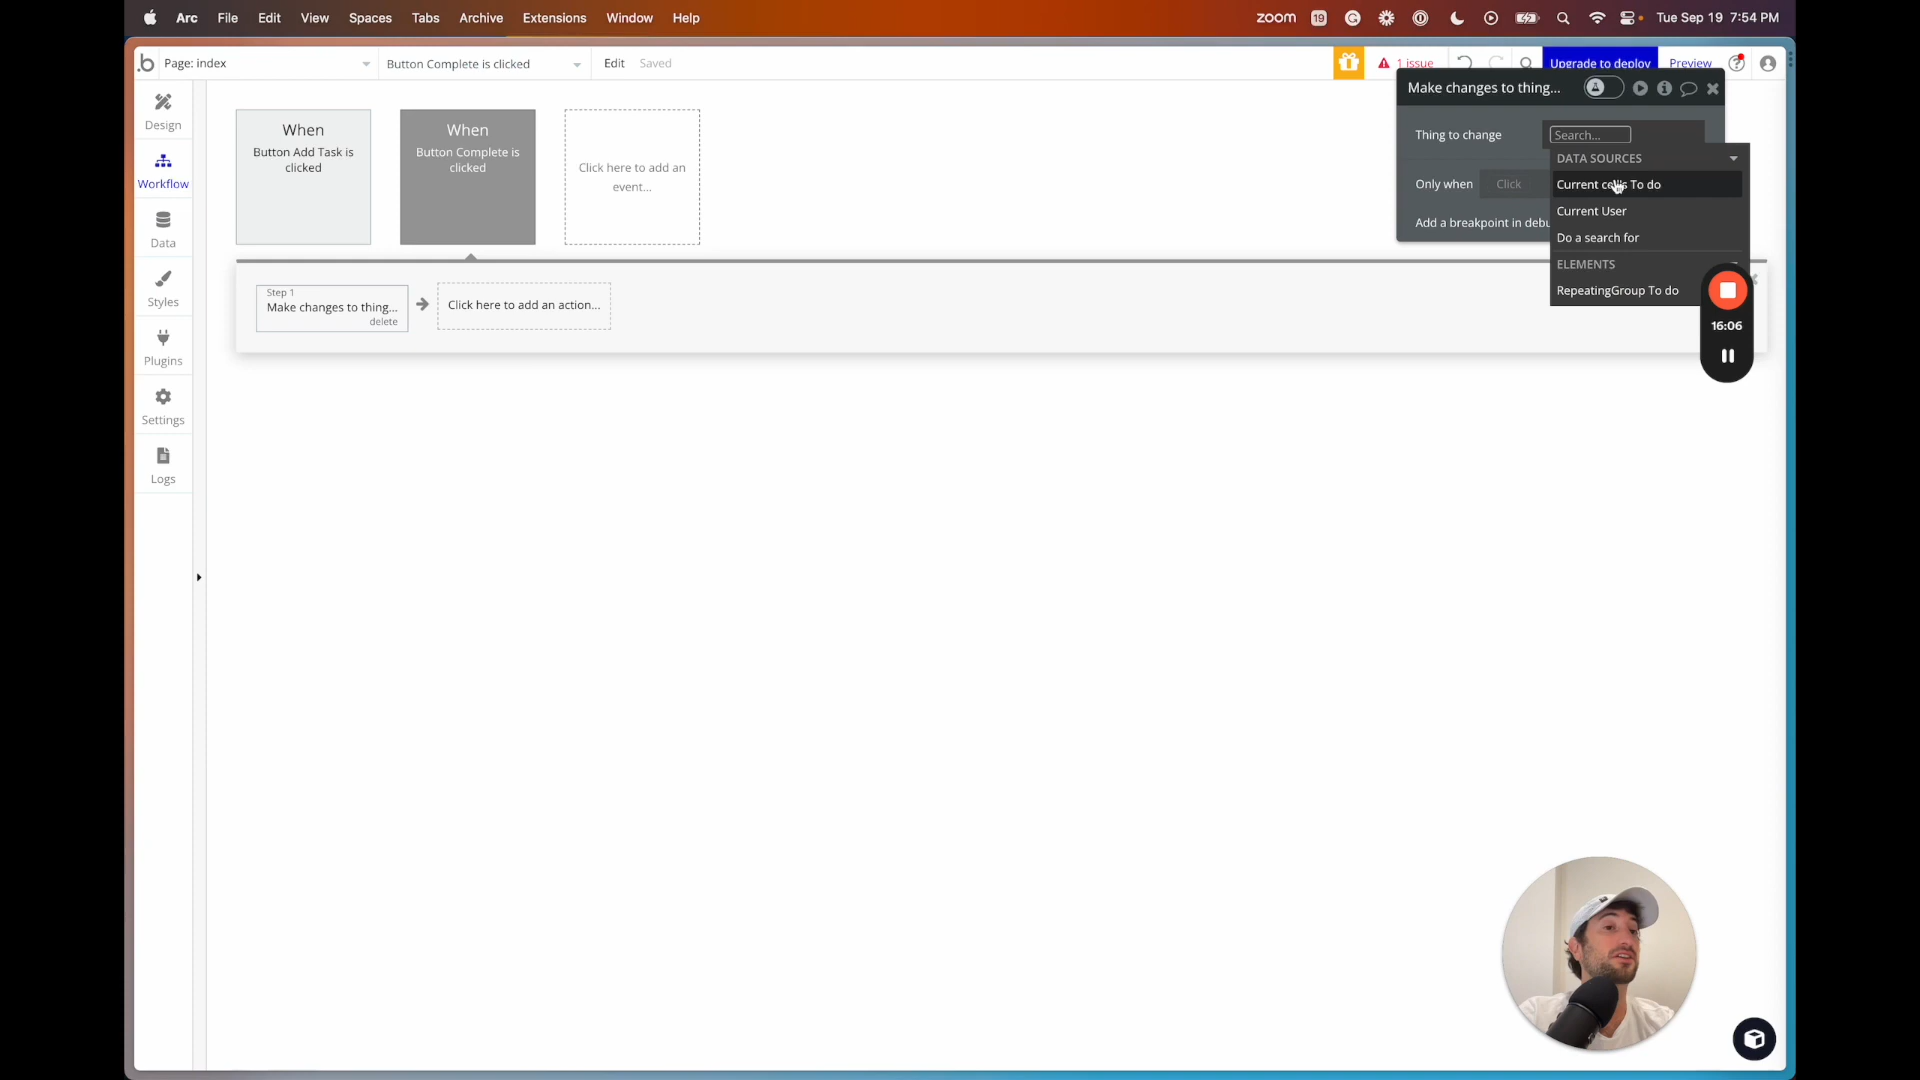 Arc File Edit View Spaces Tabs Archive Extensions Window Help
zoom 19 Tue Sep 19 7:54 PM
.b Page: index Button Complete is clicked Edit Saved
1 issue Upgrade to deploy Preview
Design
Workflow
Data
Styles
Plugins
Settings
Logs
When
Button Add Task is
clicked
When
Button Complete is
clicked
Click here to add an
event...
Step 1
Make changes to thing...
delete
Click here to add an action...
Make changes to thing...
Thing to change Search...
Only when Click
Add a breakpoint in debu
DATA SOURCES
Current cell's To do
Current User
Do a search for
ELEMENTS
RepeatingGroup To do
16:06